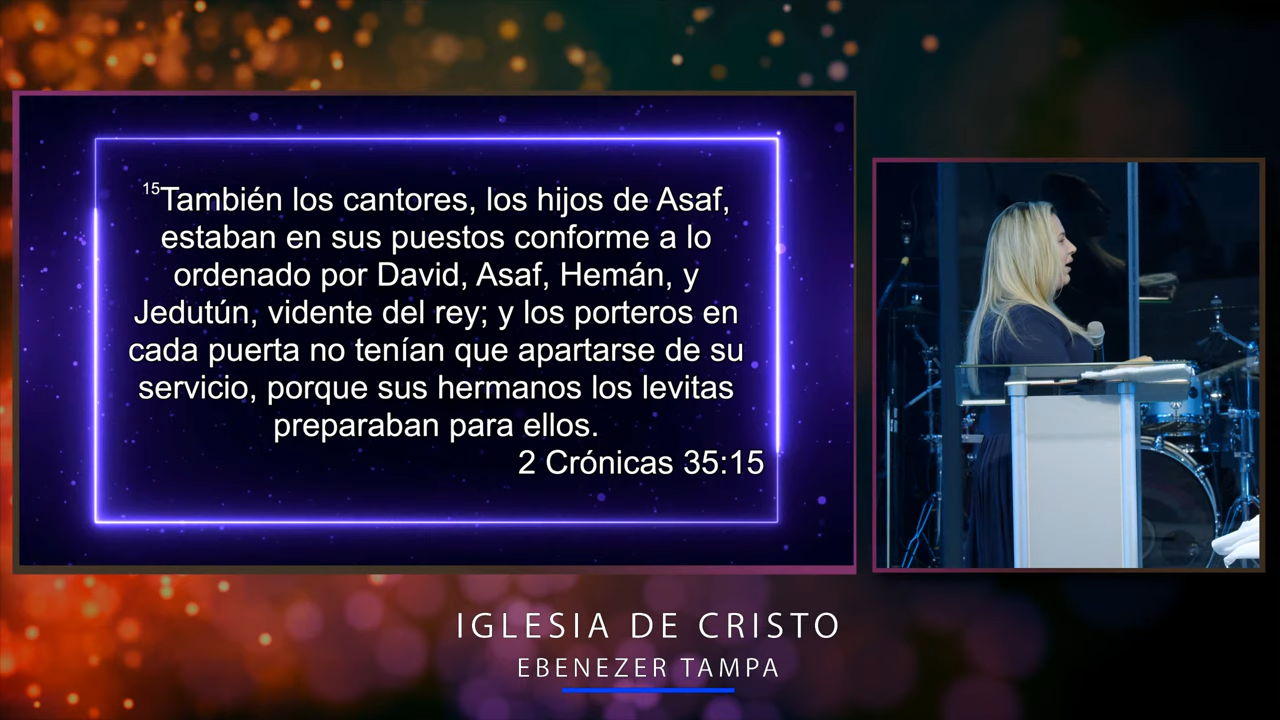 15También los cantores, los hijos de Asaf,
estaban en sus puestos conforme a lo
ordenado por David, Asaf, Hemán, y
Jedutún, vidente del rey; y los porteros en
cada puerta no tenían que apartarse de su
servicio, porque sus hermanos los levitas
preparaban para ellos.
2 Crónicas 35:15
IGLESIA DE CRISTO
EBENEZER TAMPA